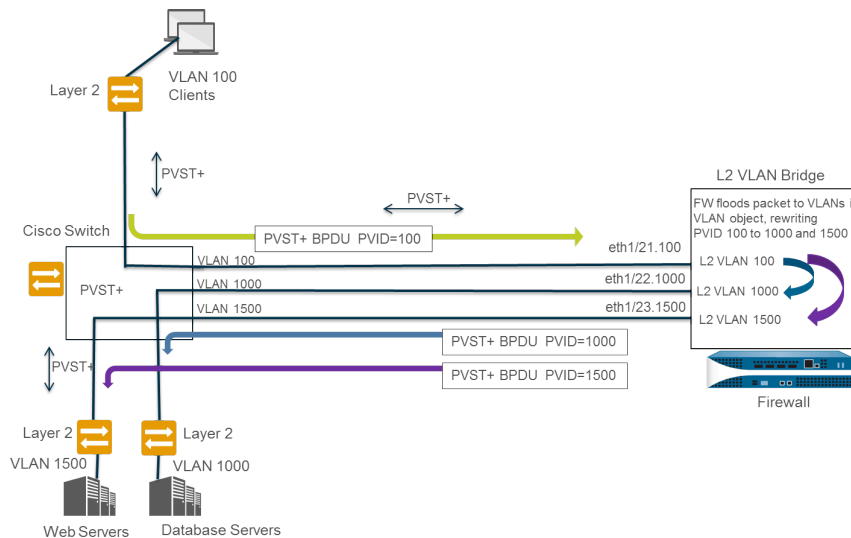 VLAN 100
Clients
Layer 2
PVST+
PVST+
L2 VLAN Bridge
FW floods packet to VLANs
VLAN object, rewriting
PVID 100 to 1000 and 1500
Cisco Switch
PVST+ BPDU PVID=100
eth1/21.100
VLAN 100
L2 VLAN 100
eth1/22.1000
VLAN 1000
PVST+
L2 VLAN 1000
eth1/23.1500
VLAN 1500
L2 VLAN 1500
PVST+ BPDU PVID=1000
PVST+
PVST+ BPDU PVID=1500
Firewall
Layer 2
Layer 2
VLAN 1500
VLAN 1000
Web Servers
Database Servers